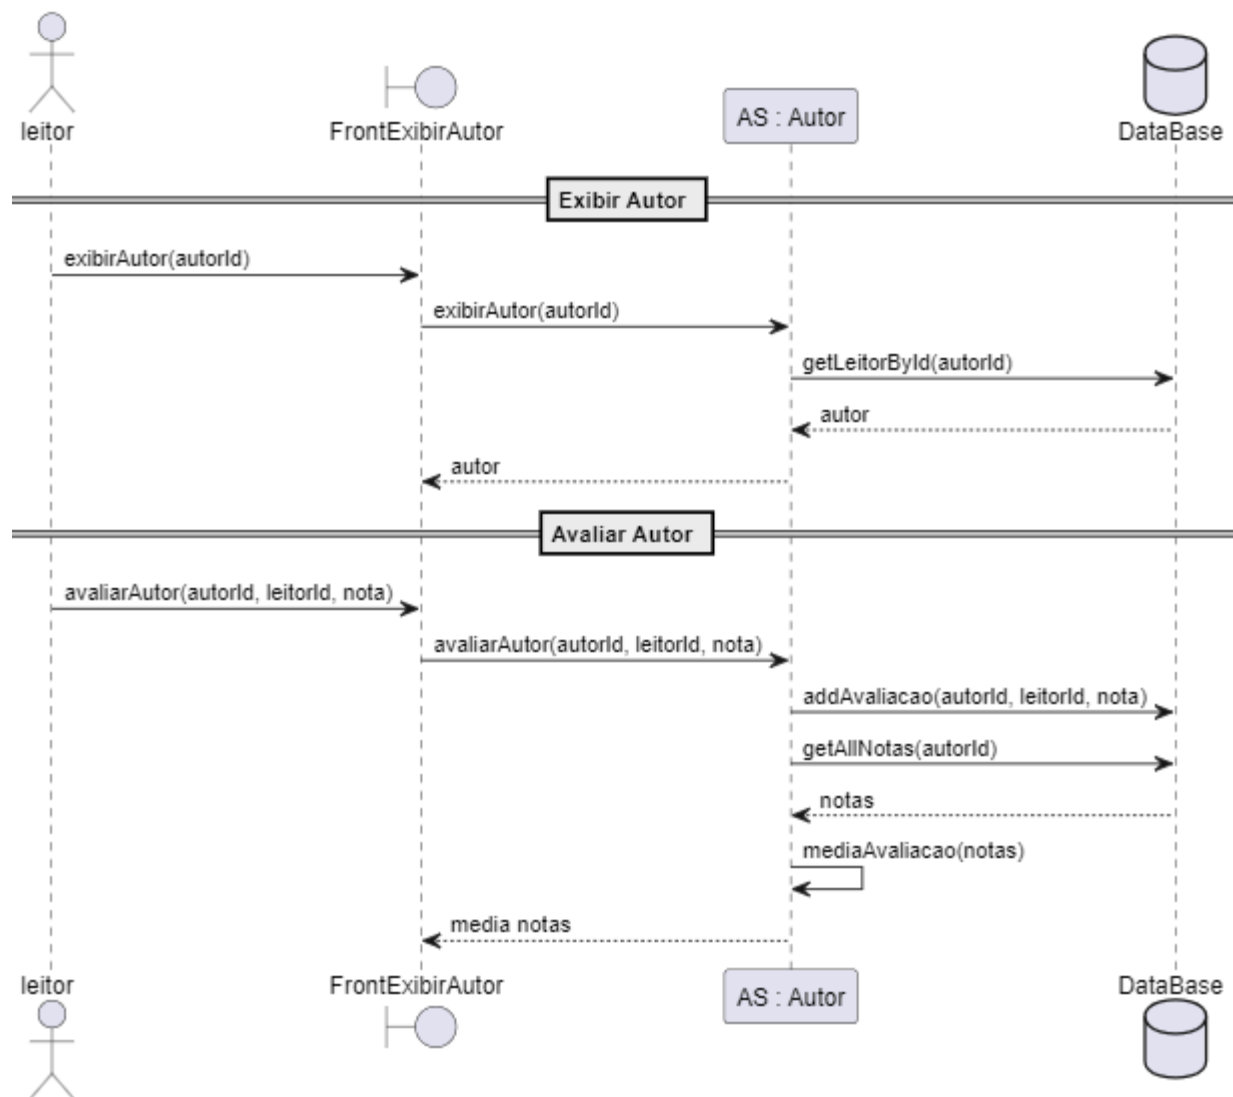 leitor
FrontExibirAutor
AS : Autor
DataBase
Exibir Autor
exibirAutor(autorId)
exibirAutor(autorId)
getLeitorById(autorId)
autor
autor
Avaliar Autor
avaliarAutor(autorId, leitorId, nota)
avaliarAutor(autorId, leitorId, nota)
addAvaliacao(autorId, leitorId, nota)
getAllNotas(autorId)
notas
mediaAvaliacao(notas)
media notas
leitor
FrontExibirAutor
AS : Autor
DataBase